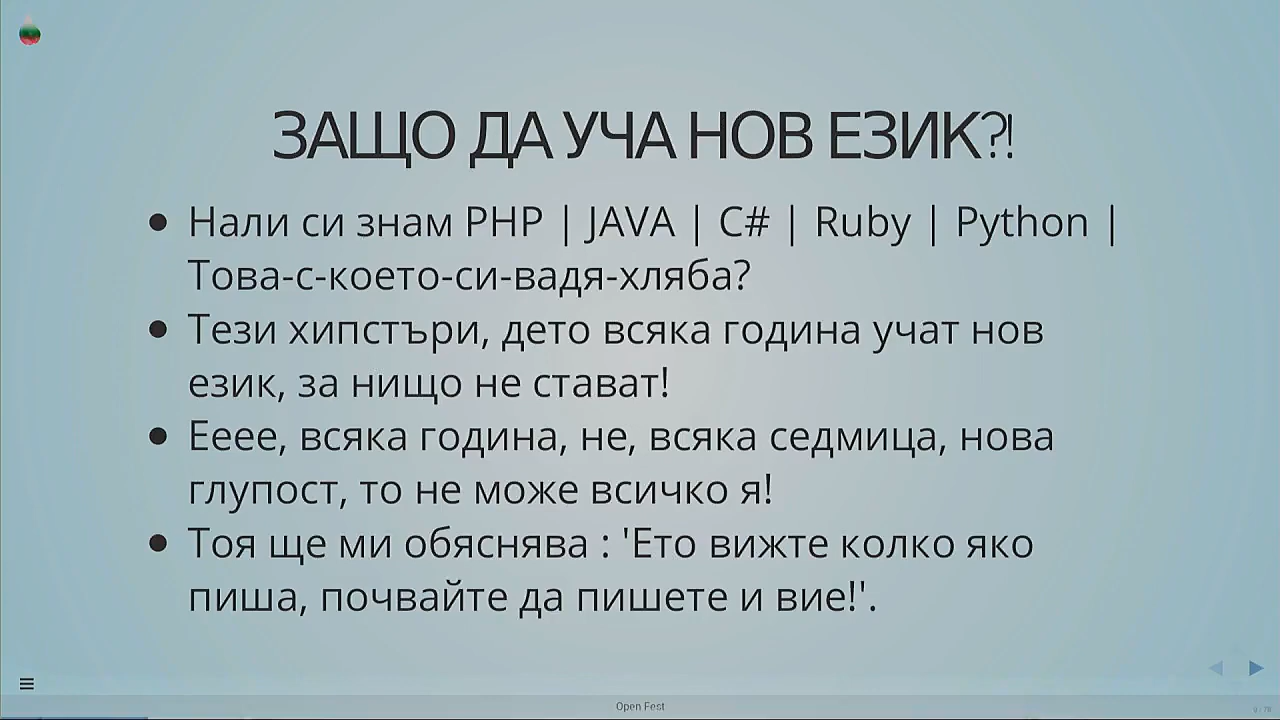 ЗАЩО ДА УЧА НОВ ЕЗИК?!
Нали си знам PHP | JAVA | C# | Ruby | Python |
Това-с-което-си-вадя-хляба?
Тези хипстъри, дето всяка година учат нов
език, за нищо не стават!
Ееее, всяка година, не, всяка седмица, нова
глупост, то не може всичко я!
Тоя ще ми обяснява : 'Ето вижте колко яко
пиша, почвайте да пишете и вие!'.
Open Fest
9 / 78